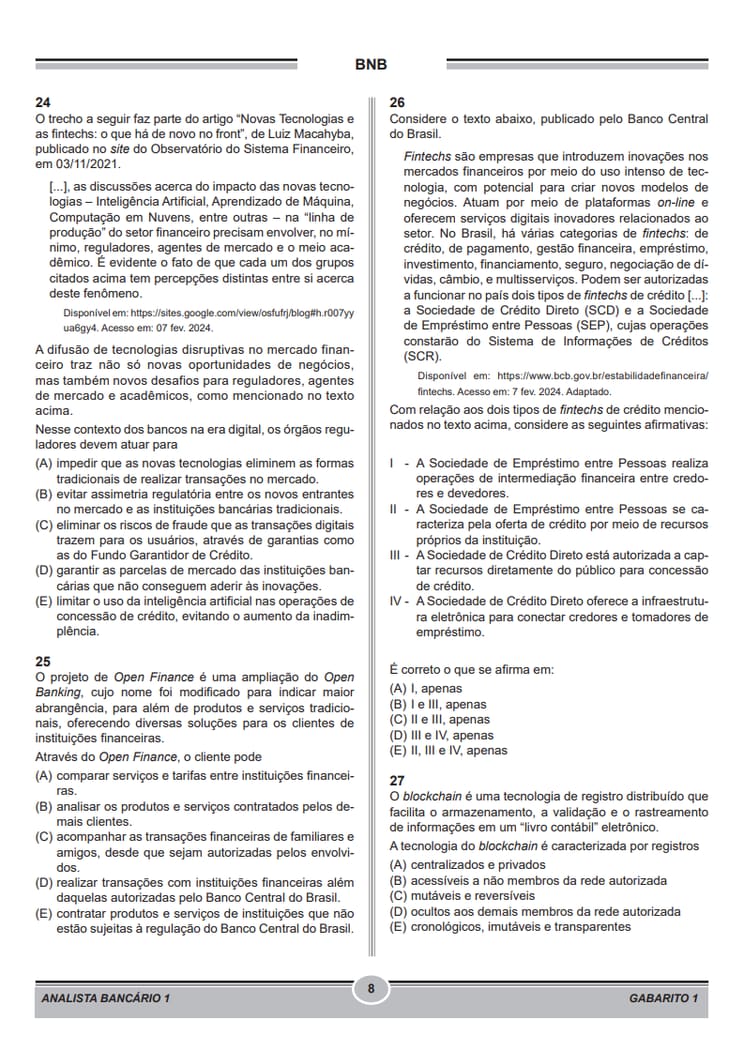 BNB
24
O trecho a seguir faz parte do artigo “Novas Tecnologias e
as fintechs: o que há de novo no front”, de Luiz Macahyba,
publicado no site do Observatório do Sistema Financeiro,
em 03/11/2021.
[...], as discussões acerca do impacto das novas tecno-
logias – Inteligência Artificial, Aprendizado de Máquina,
Computação em Nuvens, entre outras – na “linha de
produção” do setor financeiro precisam envolver, no mí-
nimo, reguladores, agentes de mercado e o meio aca-
dêmico. É evidente o fato de que cada um dos grupos
citados acima tem percepções distintas entre si acerca
deste fenômeno.
Disponível em: https://sites.google.com/view/osfufrj/blog#h.r007yy
ua6gy4. Acesso em: 07 fev. 2024.
A difusão de tecnologias disruptivas no mercado finan-
ceiro traz não só novas oportunidades de negócios,
mas também novos desafios para reguladores, agentes
de mercado e acadêmicos, como mencionado no texto
acima.
Nesse contexto dos bancos na era digital, os órgãos regu-
ladores devem atuar para
(A) impedir que as novas tecnologias eliminem as formas
tradicionais de realizar transações no mercado.
(B) evitar assimetria regulatória entre os novos entrantes
no mercado e as instituições bancárias tradicionais.
(C) eliminar os riscos de fraude que as transações digitais
trazem para os usuários, através de garantias como
as do Fundo Garantidor de Crédito.
(D) garantir as parcelas de mercado das instituições ban-
cárias que não conseguem aderir às inovações.
(E) limitar o uso da inteligência artificial nas operações de
concessão de crédito, evitando o aumento da inadim-
plência.
25
O projeto de Open Finance é uma ampliação do Open
Banking, cujo nome foi modificado para indicar maior
abrangência, para além de produtos e serviços tradicio-
nais, oferecendo diversas soluções para os clientes de
instituições financeiras.
Através do Open Finance, o cliente pode
(A) comparar serviços e tarifas entre instituições financei-
ras.
(B) analisar os produtos e serviços contratados pelos de-
mais clientes.
(C) acompanhar as transações financeiras de familiares e
amigos, desde que sejam autorizadas pelos envolvi-
dos.
(D) realizar transações com instituições financeiras além
daquelas autorizadas pelo Banco Central do Brasil.
(E) contratar produtos e serviços de instituições que não
estão sujeitas à regulação do Banco Central do Brasil.
26
Considere o texto abaixo, publicado pelo Banco Central
do Brasil.
Fintechs são empresas que introduzem inovações nos
mercados financeiros por meio do uso intenso de tec-
nologia, com potencial para criar novos modelos de
negócios. Atuam por meio de plataformas on-line e
oferecem serviços digitais inovadores relacionados ao
setor. No Brasil, há várias categorias de fintechs: de
crédito, de pagamento, gestão financeira, empréstimo,
investimento, financiamento, seguro, negociação de dí-
vidas, câmbio, e multisserviços. Podem ser autorizadas
a funcionar no país dois tipos de fintechs de crédito [...]:
a Sociedade de Crédito Direto (SCD) e a Sociedade
de Empréstimo entre Pessoas (SEP), cujas operações
constarão do Sistema de Informações de Créditos
(SCR).
Disponível em: https://www.bcb.gov.br/estabilidadefinanceira/
fintechs. Acesso em: 7 fev. 2024. Adaptado.
Com relação aos dois tipos de fintechs de crédito mencio-
nados no texto acima, considere as seguintes afirmativas:
I - A Sociedade de Empréstimo entre Pessoas realiza
operações de intermediação financeira entre credo-
res e devedores.
II - A Sociedade de Empréstimo entre Pessoas se ca-
racteriza pela oferta de crédito por meio de recursos
próprios da instituição.
III - A Sociedade de Crédito Direto está autorizada a cap-
tar recursos diretamente do público para concessão
de crédito.
IV - A Sociedade de Crédito Direto oferece a infraestrutu-
ra eletrônica para conectar credores e tomadores de
empréstimo.
É correto o que se afirma em:
(A) I, apenas
(B) I e III, apenas
(C) II e III, apenas
(D) III e IV, apenas
(E) II, III e IV, apenas
27
O blockchain é uma tecnologia de registro distribuído que
facilita o armazenamento, a validação e o rastreamento
de informações em um “livro contábil” eletrônico.
A tecnologia do blockchain é caracterizada por registros
(A) centralizados e privados
(B) acessíveis a não membros da rede autorizada
(C) mutáveis e reversíveis
(D) ocultos aos demais membros da rede autorizada
(E) cronológicos, imutáveis e transparentes
ANALISTA BANCÁRIO 1
8
GABARITO 1